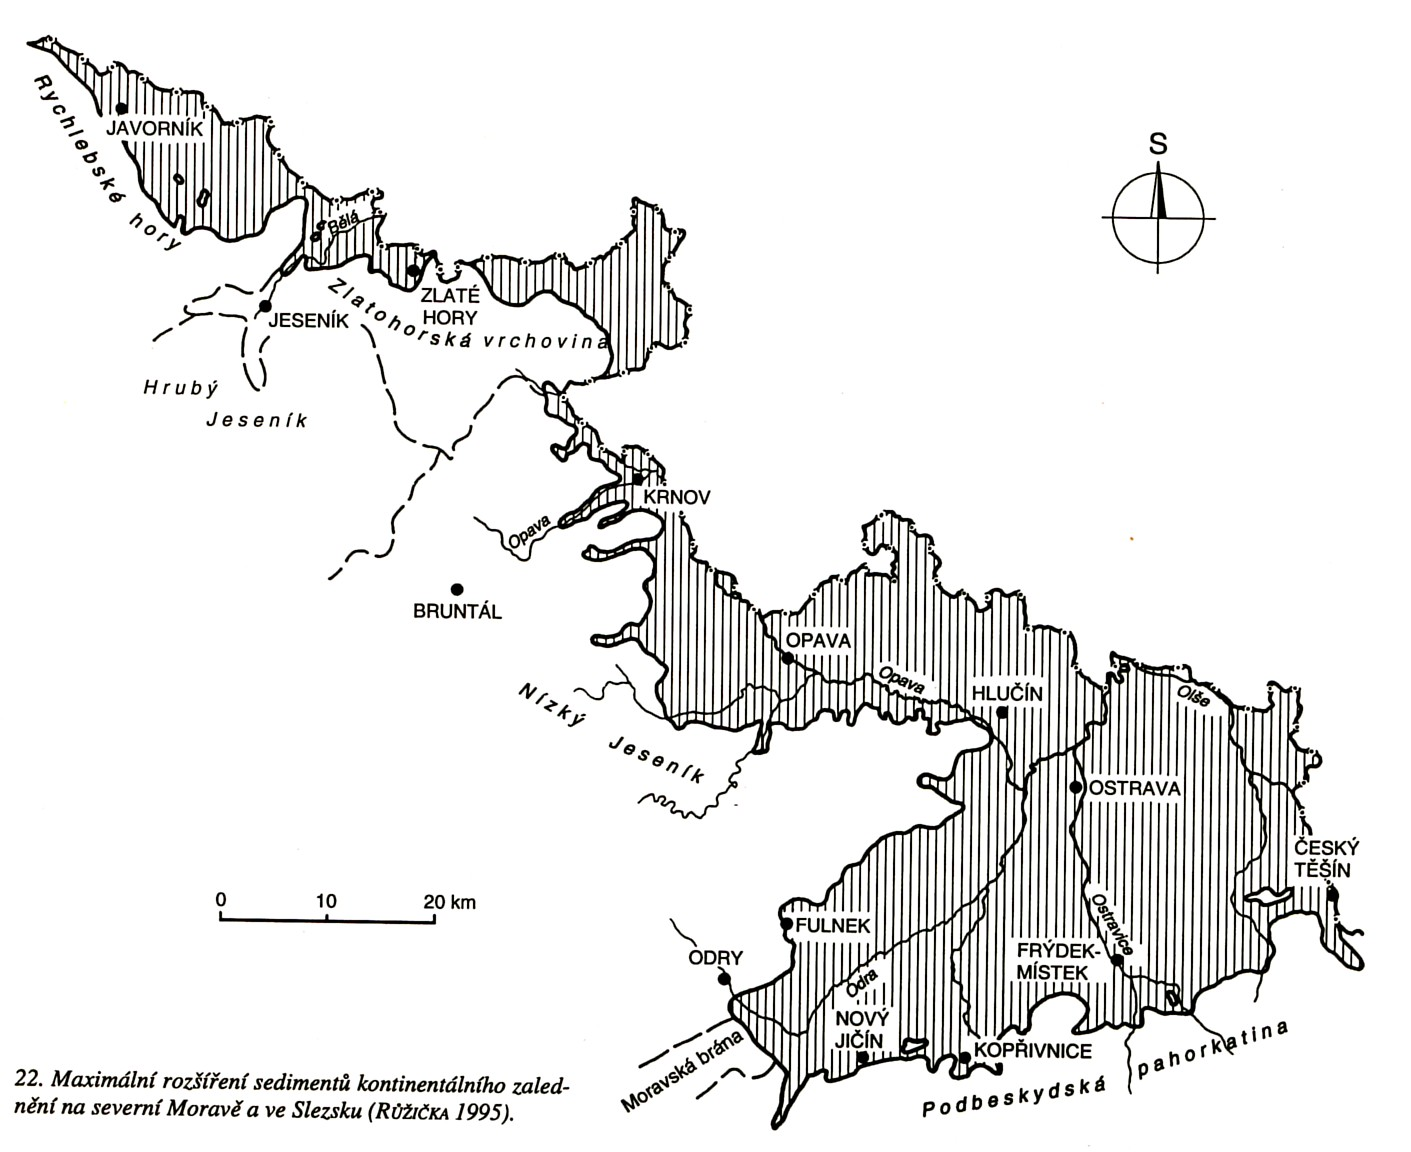 S
Rychlebské hory
JAVORNÍK
Bělá
ZLATÉ
HORY
JESENÍK
Zlatohorská vrchovina
Hrubý
Jeseník
KRNOV
Opava
BRUNTÁL
OPAVA
Opava
HLUČÍN
Olše
Nízký
Jeseník
OSTRAVA
ČESKÝ
TĚŠÍN
0 10 20 km
Ostravice
FULNEK
ODRY
FRÝDEK-
MÍSTEK
Odra
NOVÝ
JIČÍN
KOPŘIVNICE
Moravská brána
Podbeskydská pahorkatina
22. Maximální rozšíření sedimentů kontinentálního zaled-
nění na severní Moravě a ve Slezsku (RŮŽIČKA 1995).